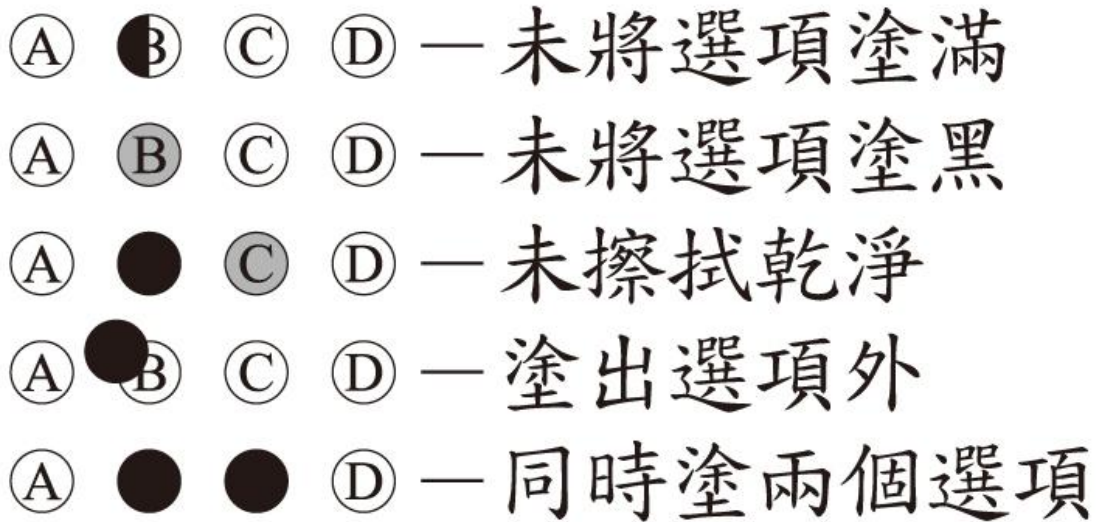 Ⓐ Ⓑ Ⓒ Ⓓ — 未將選項塗滿
Ⓐ Ⓑ Ⓒ Ⓓ — 未將選項塗黑
Ⓐ ● Ⓒ Ⓓ — 未擦拭乾淨
Ⓐ Ⓑ Ⓒ Ⓓ — 塗出選項外
Ⓐ ● ● Ⓓ — 同時塗兩個選項